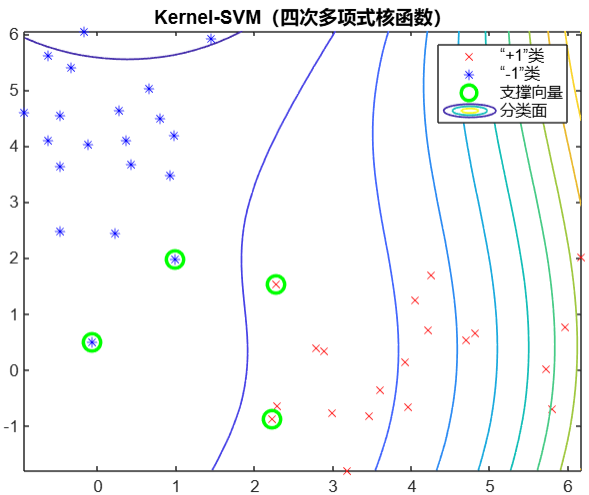 Kernel-SVM（四次多项式核函数）
“+1”类
“-1”类
支撑向量
分类面
6
5
4
3
2
1
0
-1
0 1 2 3 4 5 6